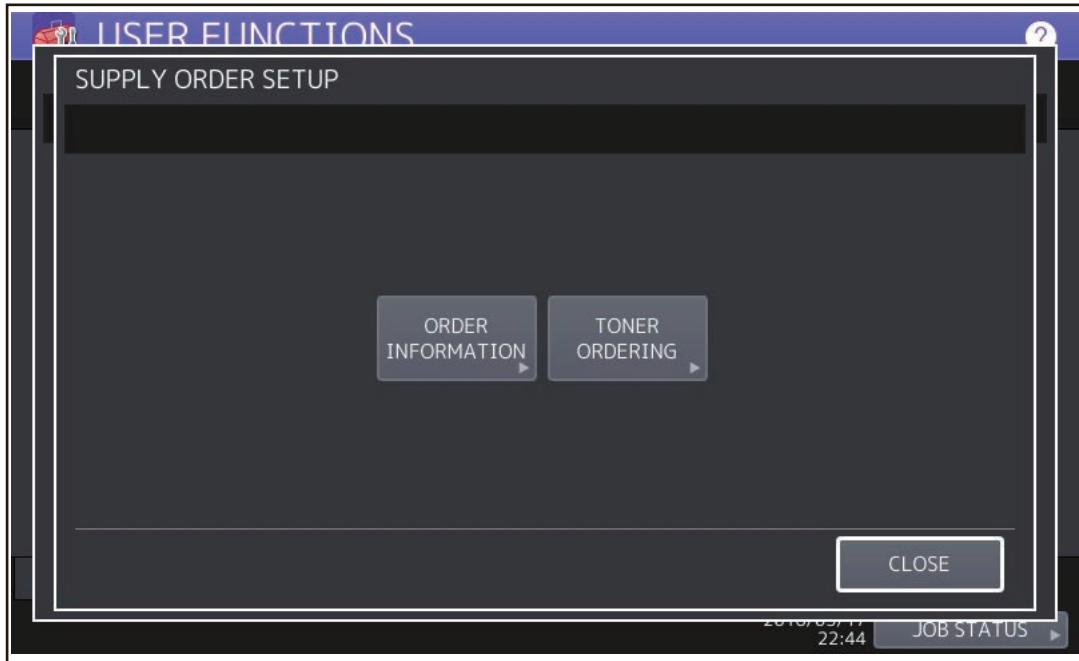 USER FUNCTIONS
?
SUPPLY ORDER SETUP
ORDER
INFORMATION
TONER
ORDERING
CLOSE
22:44
JOB STATUS